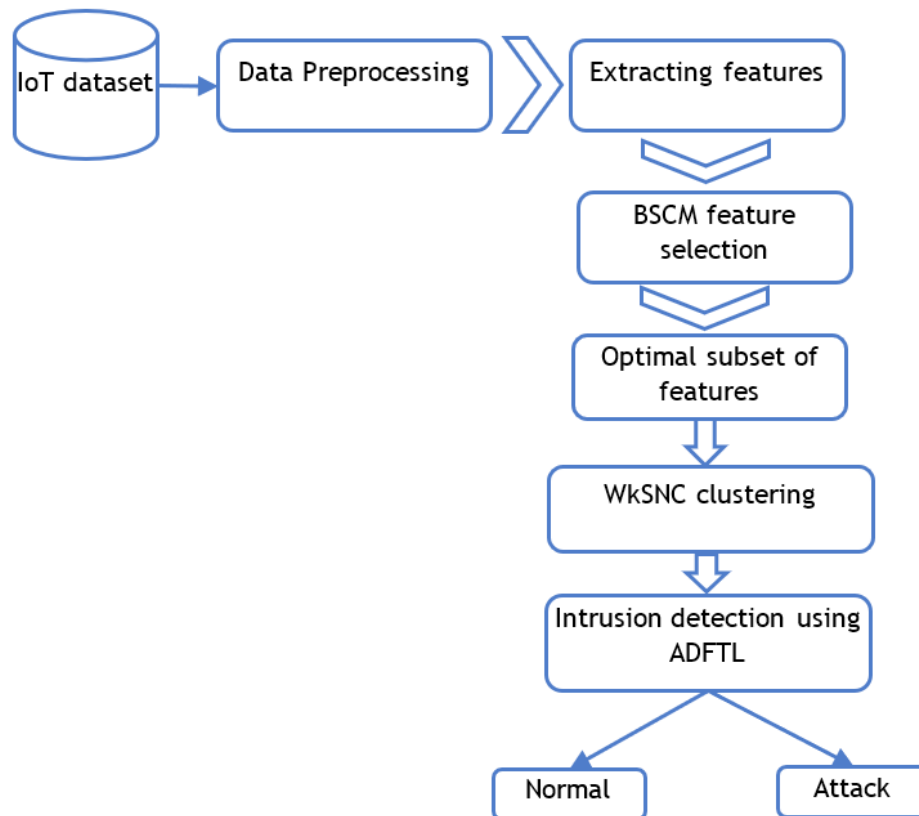 IoT dataset
Data Preprocessing
Extracting features
BSCM feature
selection
Optimal subset of
features
WkSNC clustering
Intrusion detection using
ADFTL
Normal
Attack